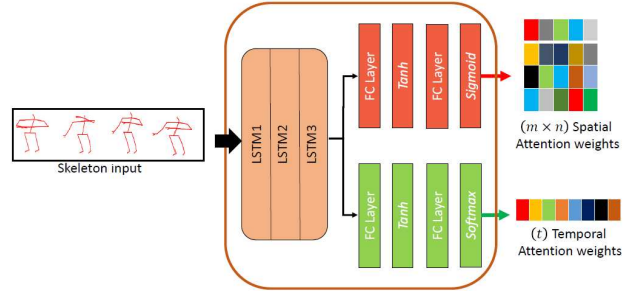 Skeleton input
LSTM1
LSTM2
LSTM3
FC Layer
Tanh
FC Layer
Sigmoid
(m × n) Spatial
Attention weights
FC Layer
Tanh
FC Layer
Softmax
(t) Temporal
Attention weights